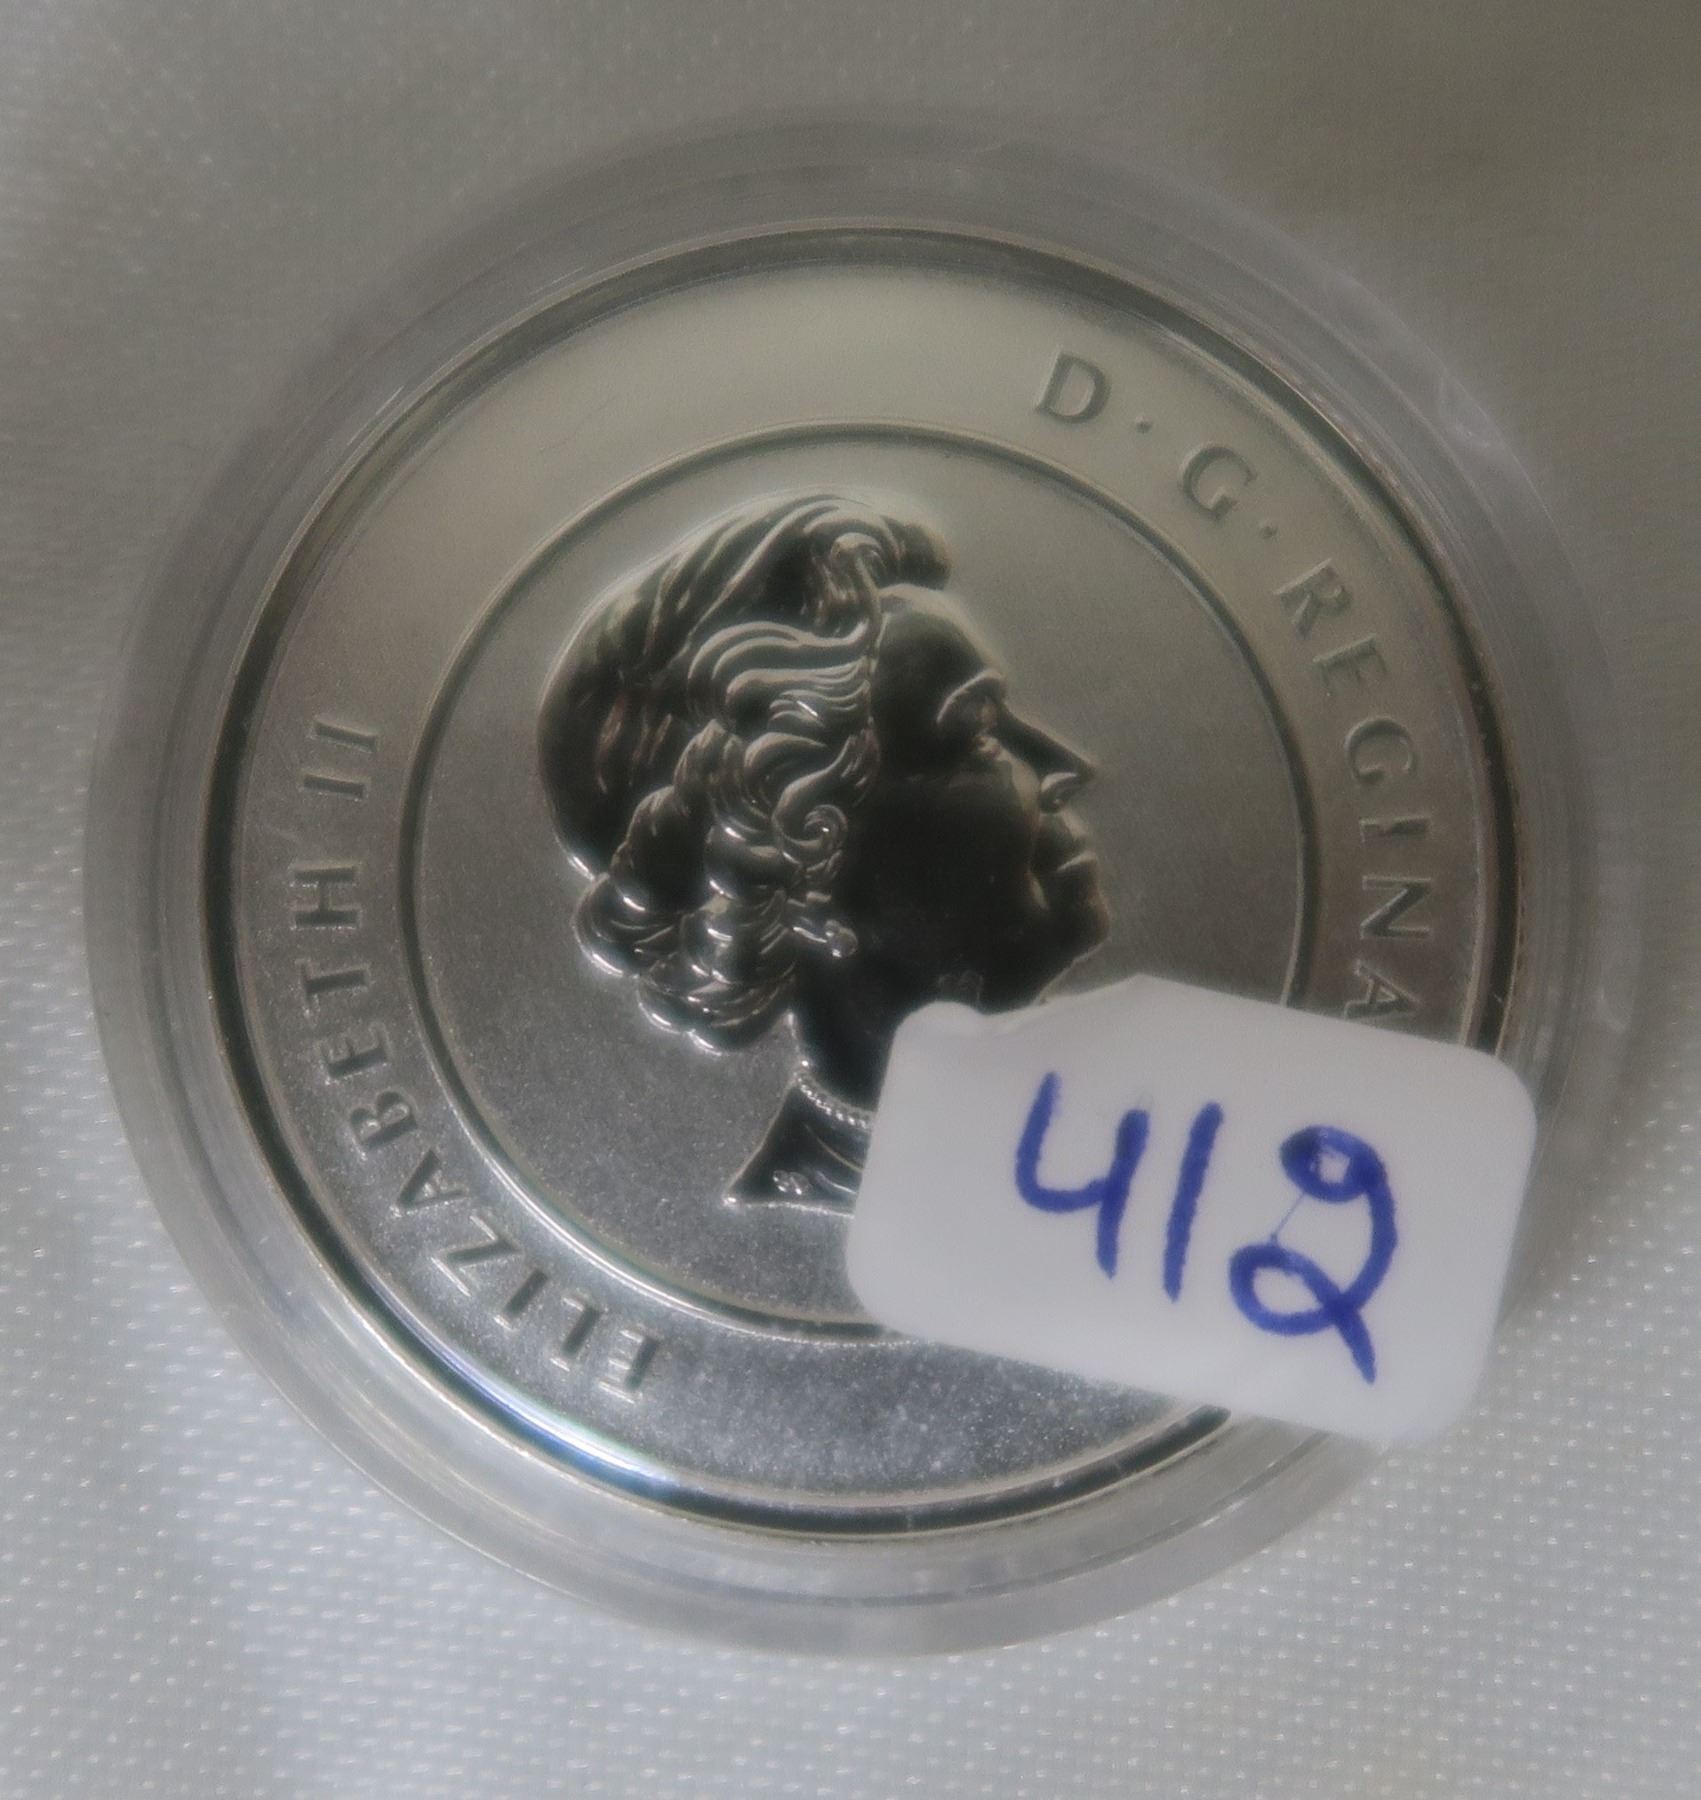 ELIZABETH II
D·G·REGINA
412